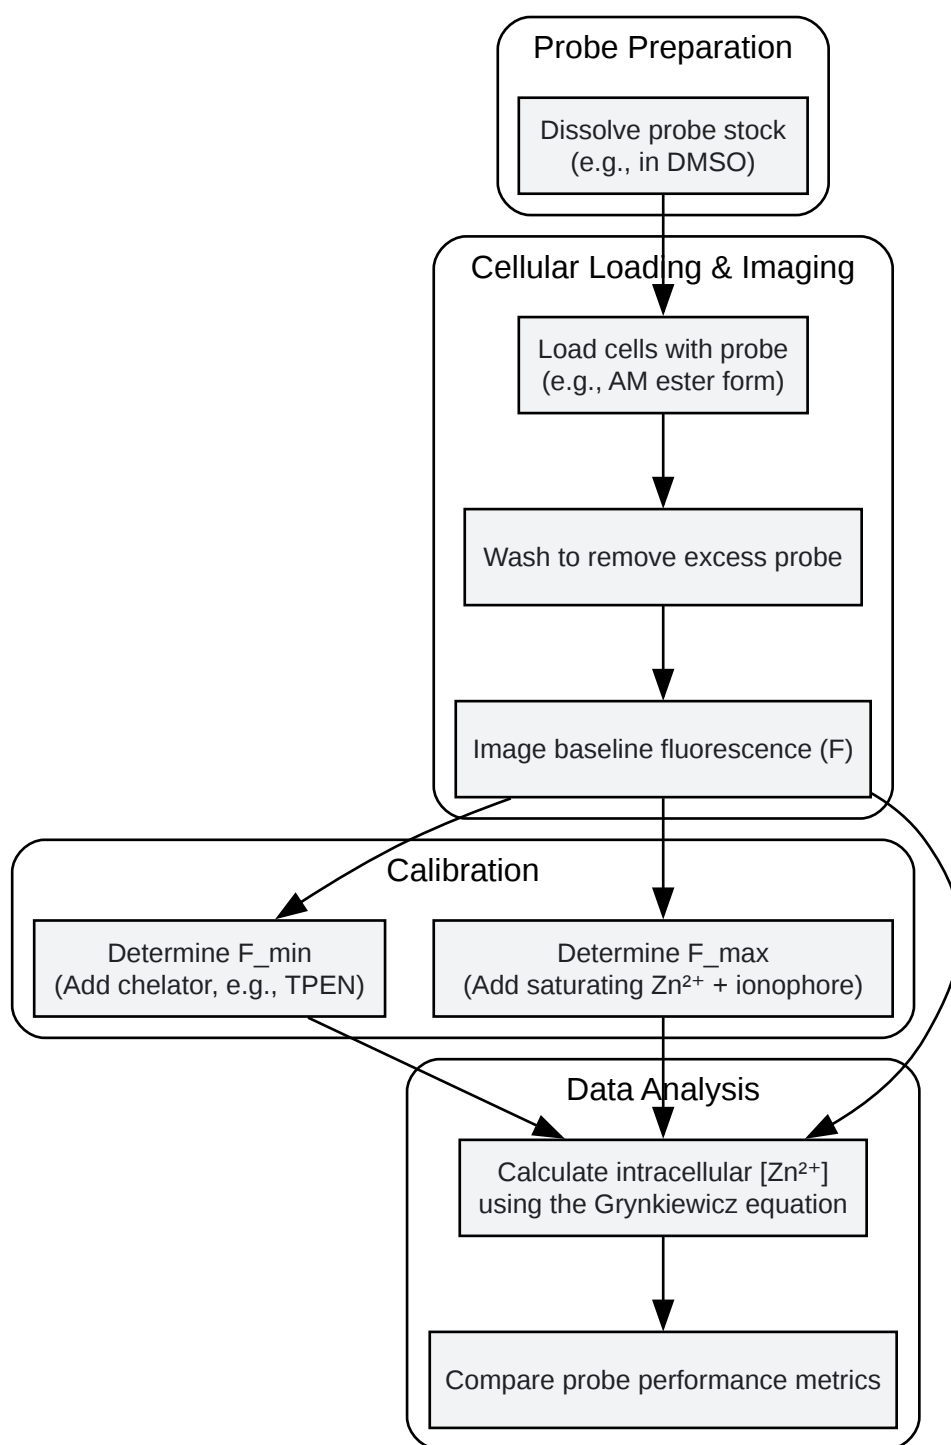 Probe Preparation
Dissolve probe stock
(e.g., in DMSO)
Cellular Loading & Imaging
Load cells with probe
(e.g., AM ester form)
Wash to remove excess probe
Image baseline fluorescence (F)
Calibration
Determine F_min
(Add chelator, e.g., TPEN)
Determine F_max
(Add saturating Zn²⁺ + ionophore)
Data Analysis
Calculate intracellular [Zn²⁺]
using the Grynkiewicz equation
Compare probe performance metrics